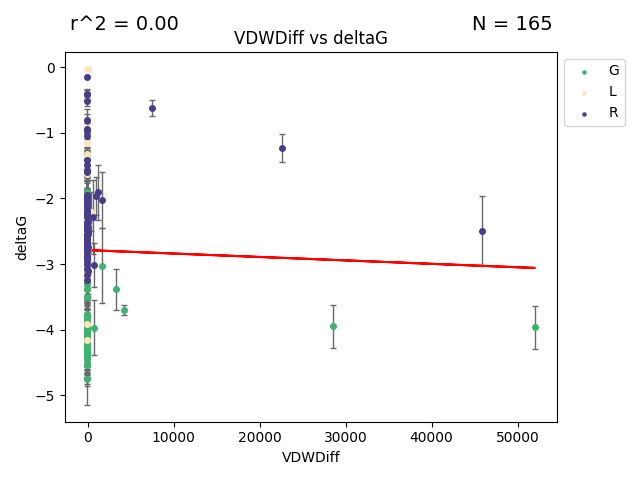 r^2 = 0.00
N = 165
VDWDiff vs deltaG
G
L
R
deltaG
0
−1
−2
−3
−4
−5
0
10000
20000
30000
40000
50000
VDWDiff